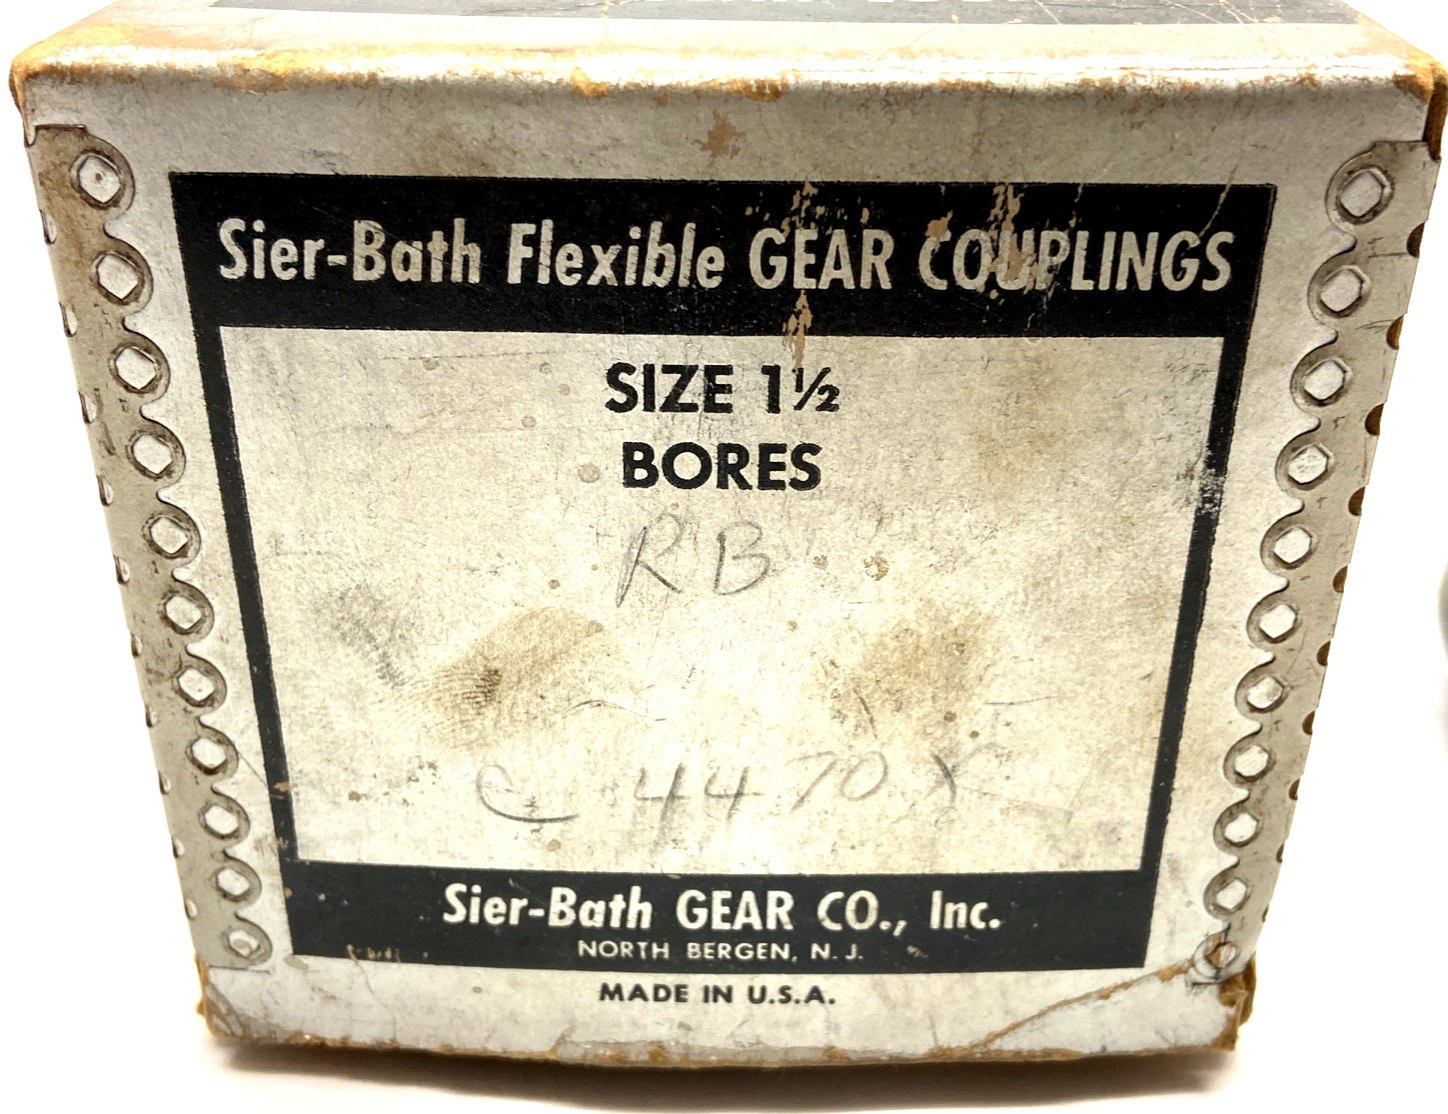 Sier-Bath Flexible GEAR COUPLINGS
SIZE 1½
BORES
RB
C 4470X
Sier-Bath GEAR CO., Inc.
NORTH BERGEN, N. J.
MADE IN U.S.A.